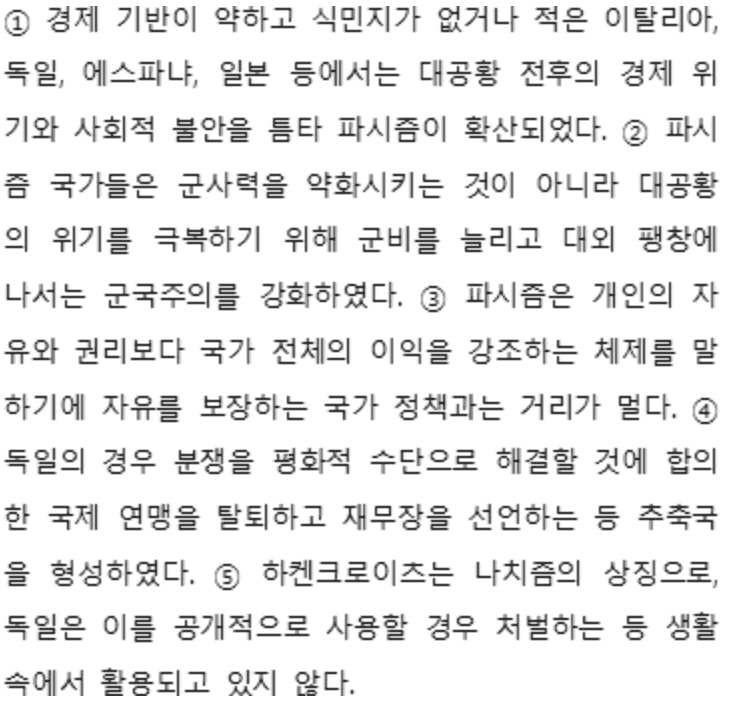 ① 경제 기반이 약하고 식민지가 없거나 적은 이탈리아,
독일, 에스파냐, 일본 등에서는 대공황 전후의 경제 위
기와 사회적 불안을 틈타 파시즘이 확산되었다. ② 파시
즘 국가들은 군사력을 약화시키는 것이 아니라 대공황
의 위기를 극복하기 위해 군비를 늘리고 대외 팽창에
나서는 군국주의를 강화하였다. ③ 파시즘은 개인의 자
유와 권리보다 국가 전체의 이익을 강조하는 체제를 말
하기에 자유를 보장하는 국가 정책과는 거리가 멀다. ④
독일의 경우 분쟁을 평화적 수단으로 해결할 것에 합의
한 국제 연맹을 탈퇴하고 재무장을 선언하는 등 추축국
을 형성하였다. ⑤ 하켄크로이츠는 나치즘의 상징으로,
독일은 이를 공개적으로 사용할 경우 처벌하는 등 생활
속에서 활용되고 있지 않다.